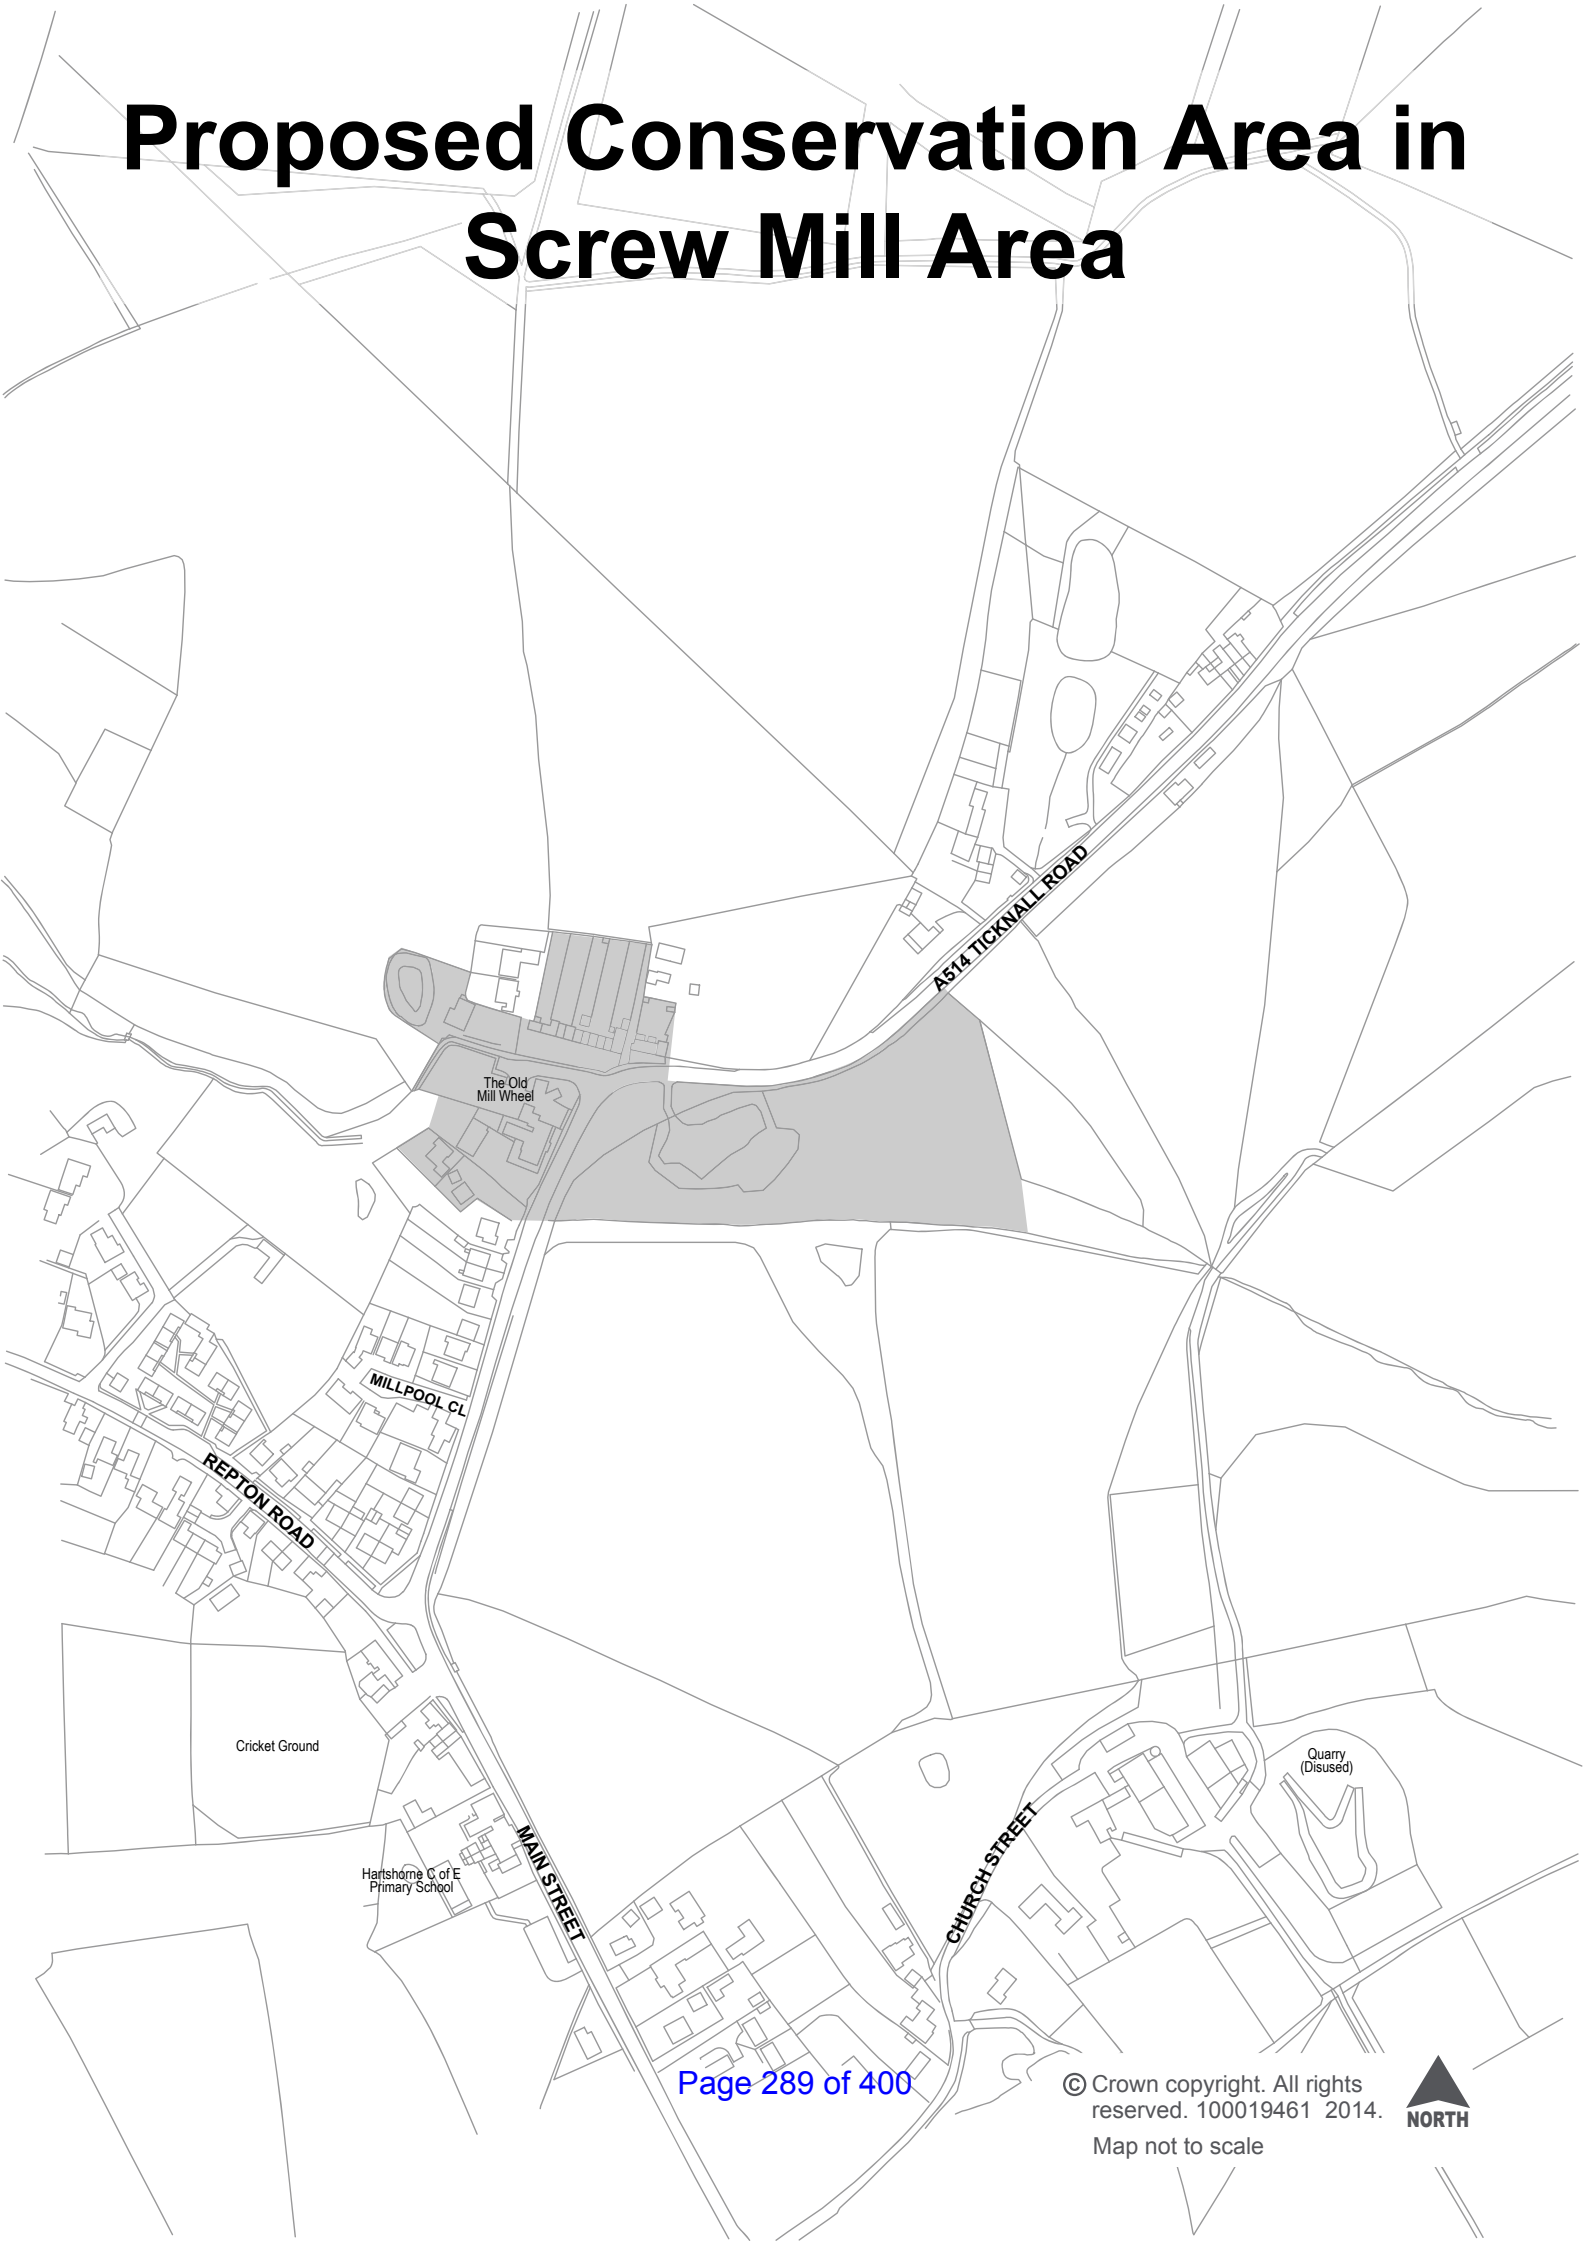 Proposed Conservation Area in
Screw Mill Area
A514 TICKNALL ROAD
The Old
Mill Wheel
MILLPOOL CL
REPTON ROAD
Cricket Ground
Quarry
(Disused)
MAIN STREET
CHURCH STREET
Hartshorne C of E
Primary School
Page 289 of 400
© Crown copyright. All rights
reserved. 100019461 2014.
Map not to scale
NORTH